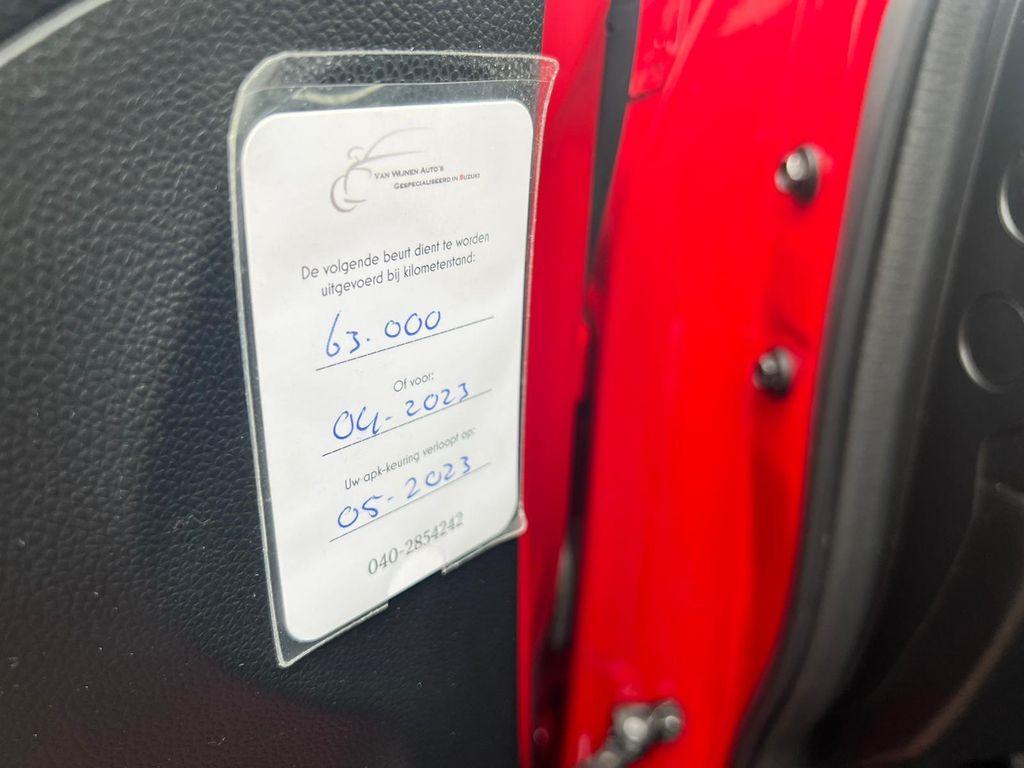 Van Wijnen Auto's
Gespecialiseerd in Suzuki
De volgende beurt dient te worden
uitgevoerd bij kilometerstand:
63.000
Of voor:
04-2023
Uw apk-keuring verloopt op:
05-2023
040-2854242